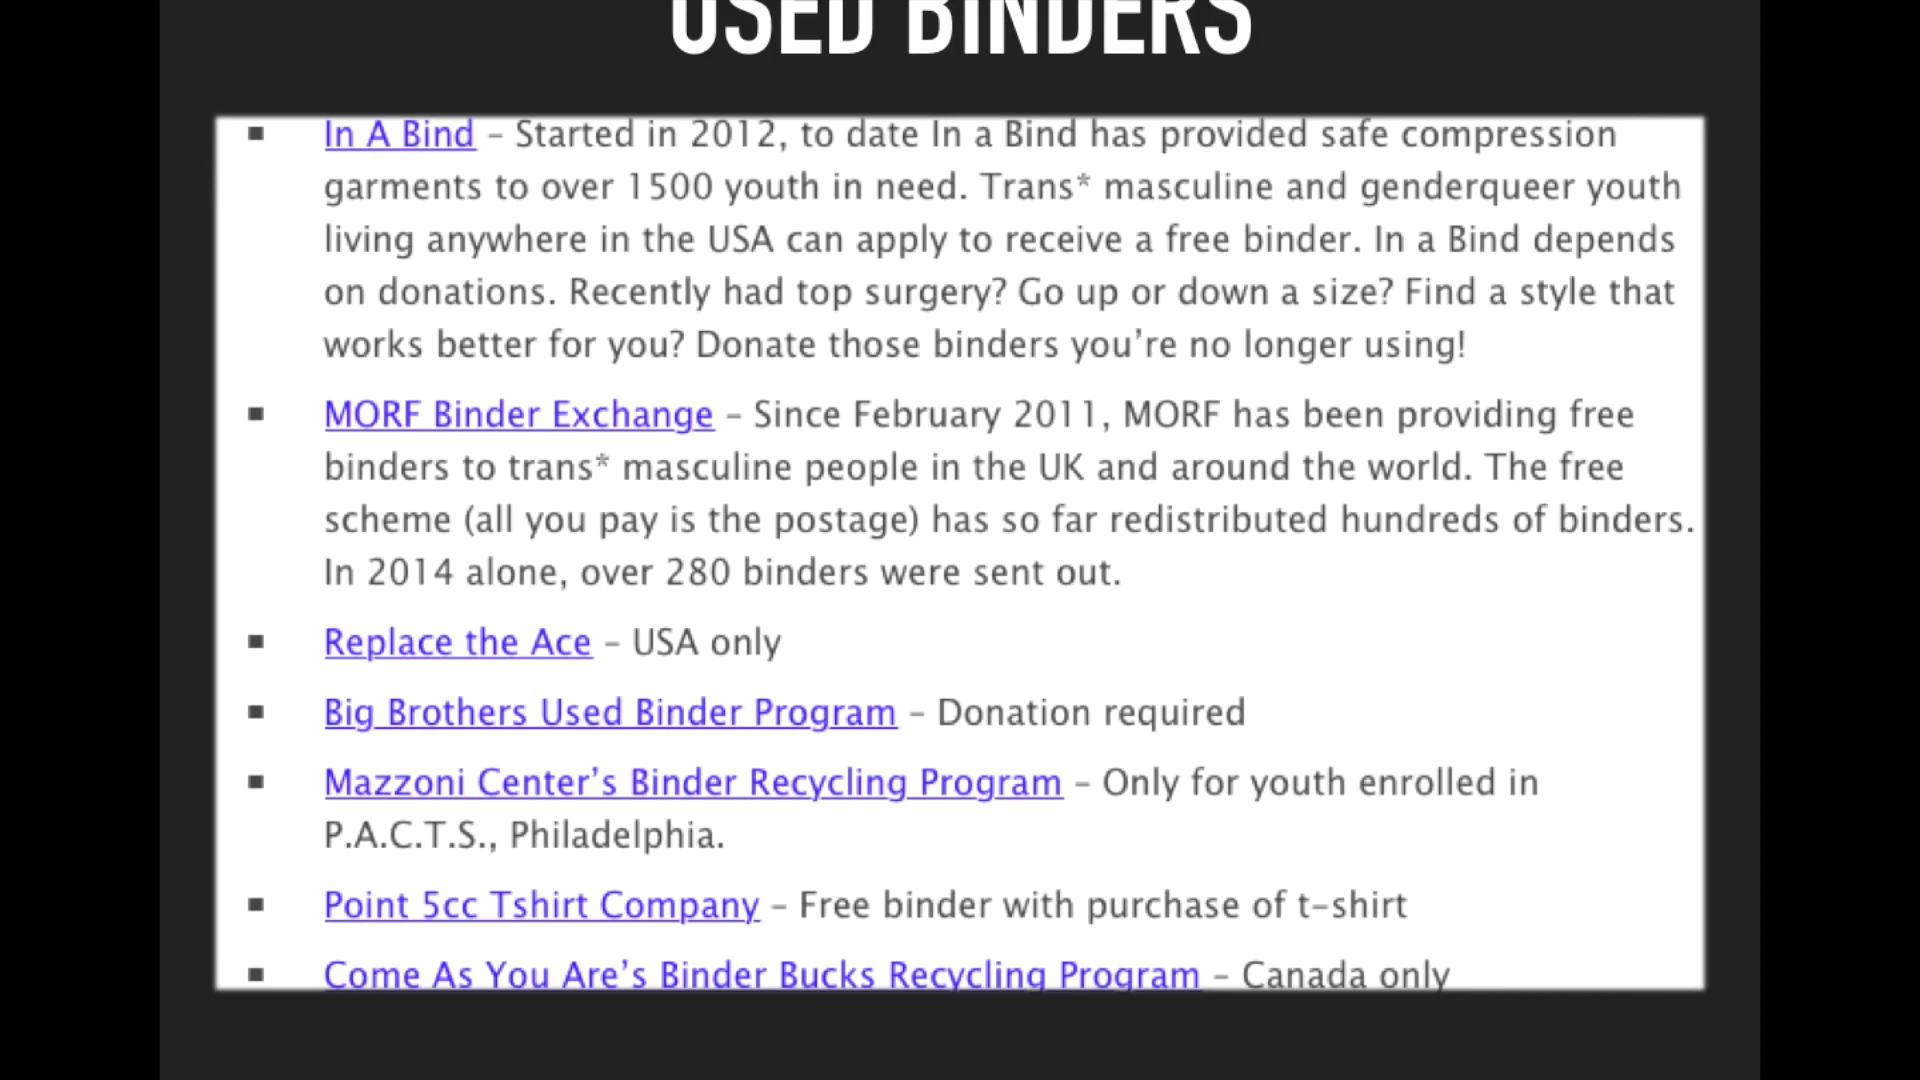 USED BINDERS
▪ In A Bind – Started in 2012, to date In a Bind has provided safe compression
garments to over 1500 youth in need. Trans* masculine and genderqueer youth
living anywhere in the USA can apply to receive a free binder. In a Bind depends
on donations. Recently had top surgery? Go up or down a size? Find a style that
works better for you? Donate those binders you’re no longer using!
▪ MORF Binder Exchange – Since February 2011, MORF has been providing free
binders to trans* masculine people in the UK and around the world. The free
scheme (all you pay is the postage) has so far redistributed hundreds of binders.
In 2014 alone, over 280 binders were sent out.
▪ Replace the Ace – USA only
▪ Big Brothers Used Binder Program – Donation required
▪ Mazzoni Center’s Binder Recycling Program – Only for youth enrolled in
P.A.C.T.S., Philadelphia.
▪ Point 5cc Tshirt Company – Free binder with purchase of t-shirt
▪ Come As You Are’s Binder Bucks Recycling Program – Canada only